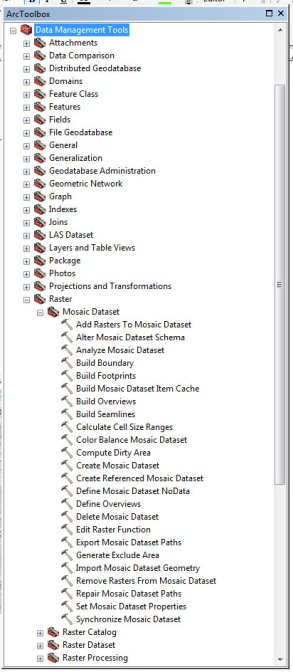 ArcToolbox
Data Management Tools
Attachments
Data Comparison
Distributed Geodatabase
Domains
Feature Class
Features
Fields
File Geodatabase
General
Generalization
Geodatabase Administration
Geometric Network
Graph
Indexes
Joins
LAS Dataset
Layers and Table Views
Package
Photos
Projections and Transformations
Raster
Mosaic Dataset
Add Rasters To Mosaic Dataset
Alter Mosaic Dataset Schema
Analyze Mosaic Dataset
Build Boundary
Build Footprints
Build Mosaic Dataset Item Cache
Build Overviews
Build Seamlines
Calculate Cell Size Ranges
Color Balance Mosaic Dataset
Compute Dirty Area
Create Mosaic Dataset
Create Referenced Mosaic Dataset
Define Mosaic Dataset NoData
Define Overviews
Delete Mosaic Dataset
Edit Raster Function
Export Mosaic Dataset Paths
Generate Exclude Area
Import Mosaic Dataset Geometry
Remove Rasters From Mosaic Dataset
Repair Mosaic Dataset Paths
Set Mosaic Dataset Properties
Synchronize Mosaic Dataset
Raster Catalog
Raster Dataset
Raster Processing